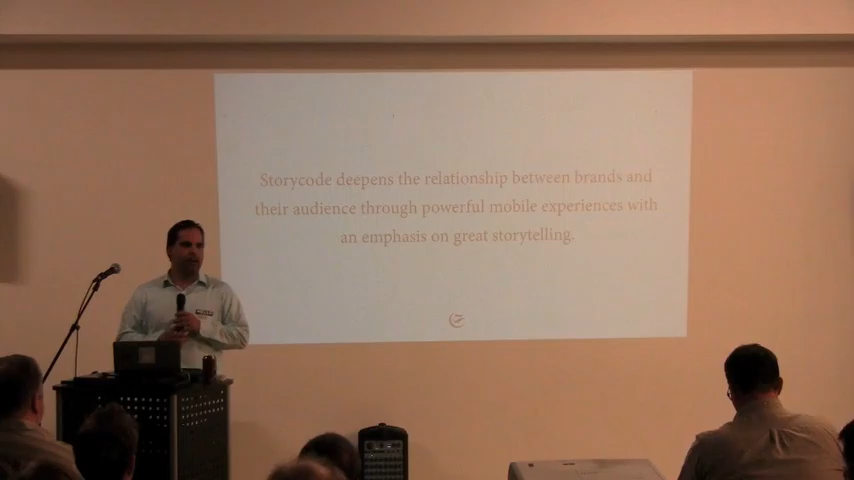 Storycode deepens the relationship between brands and
their audience through powerful mobile experiences with
an emphasis on great storytelling.